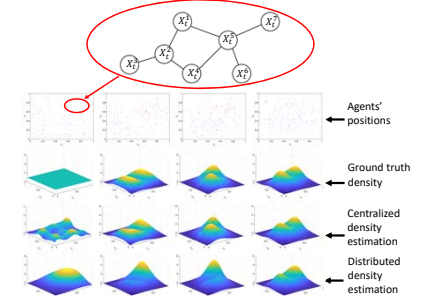 X_t^1
X_t^7
X_t^5
X_t^2
X_t^3
X_t^4
X_t^6
Agents'
positions
Ground truth
density
Centralized
density
estimation
Distributed
density
estimation